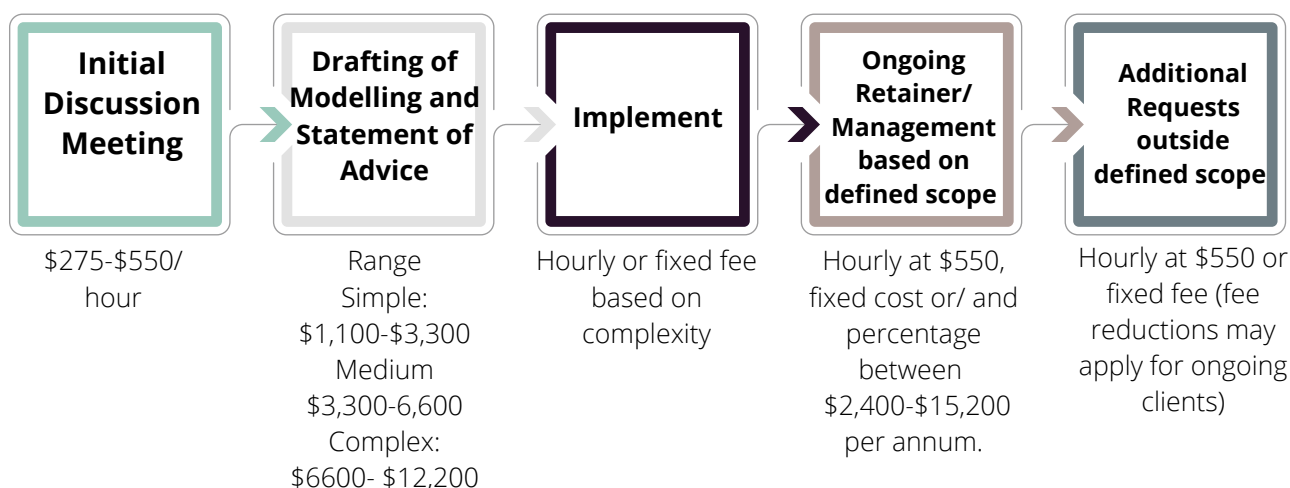 Initial
Discussion
Meeting
$275-$550/
hour
Drafting of
Modelling and
Statement of
Advice
Range
Simple:
$1,100-$3,300
Medium
$3,300-6,600
Complex:
$6600- $12,200
Implement
Hourly or fixed fee
based on
complexity
Ongoing
Retainer/
Management
based on
defined scope
Hourly at $550,
fixed cost or/ and
percentage
between
$2,400-$15,200
per annum.
Additional
Requests
outside
defined scope
Hourly at $550 or
fixed fee (fee
reductions may
apply for ongoing
clients)